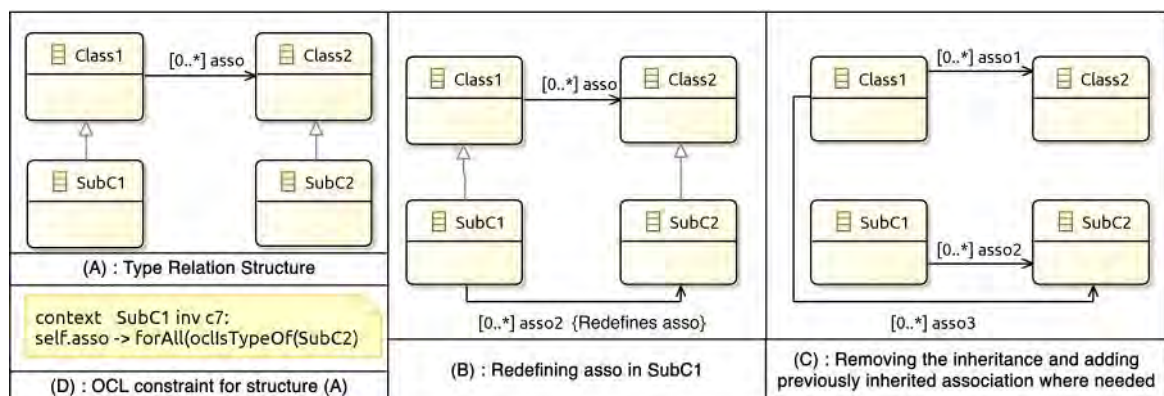 Class1
[0..*] asso
Class2
SubC1
SubC2
(A) : Type Relation Structure
context SubC1 inv c7:
self.asso -> forAll(oclIsTypeOf(SubC2)
(D) : OCL constraint for structure (A)
Class1
[0..*] asso
Class2
SubC1
SubC2
[0..*] asso2 {Redefines asso}
(B) : Redefining asso in SubC1
Class1
[0..*] asso1
Class2
SubC1
SubC2
[0..*] asso2
[0..*] asso3
(C) : Removing the inheritance and adding
previously inherited association where needed